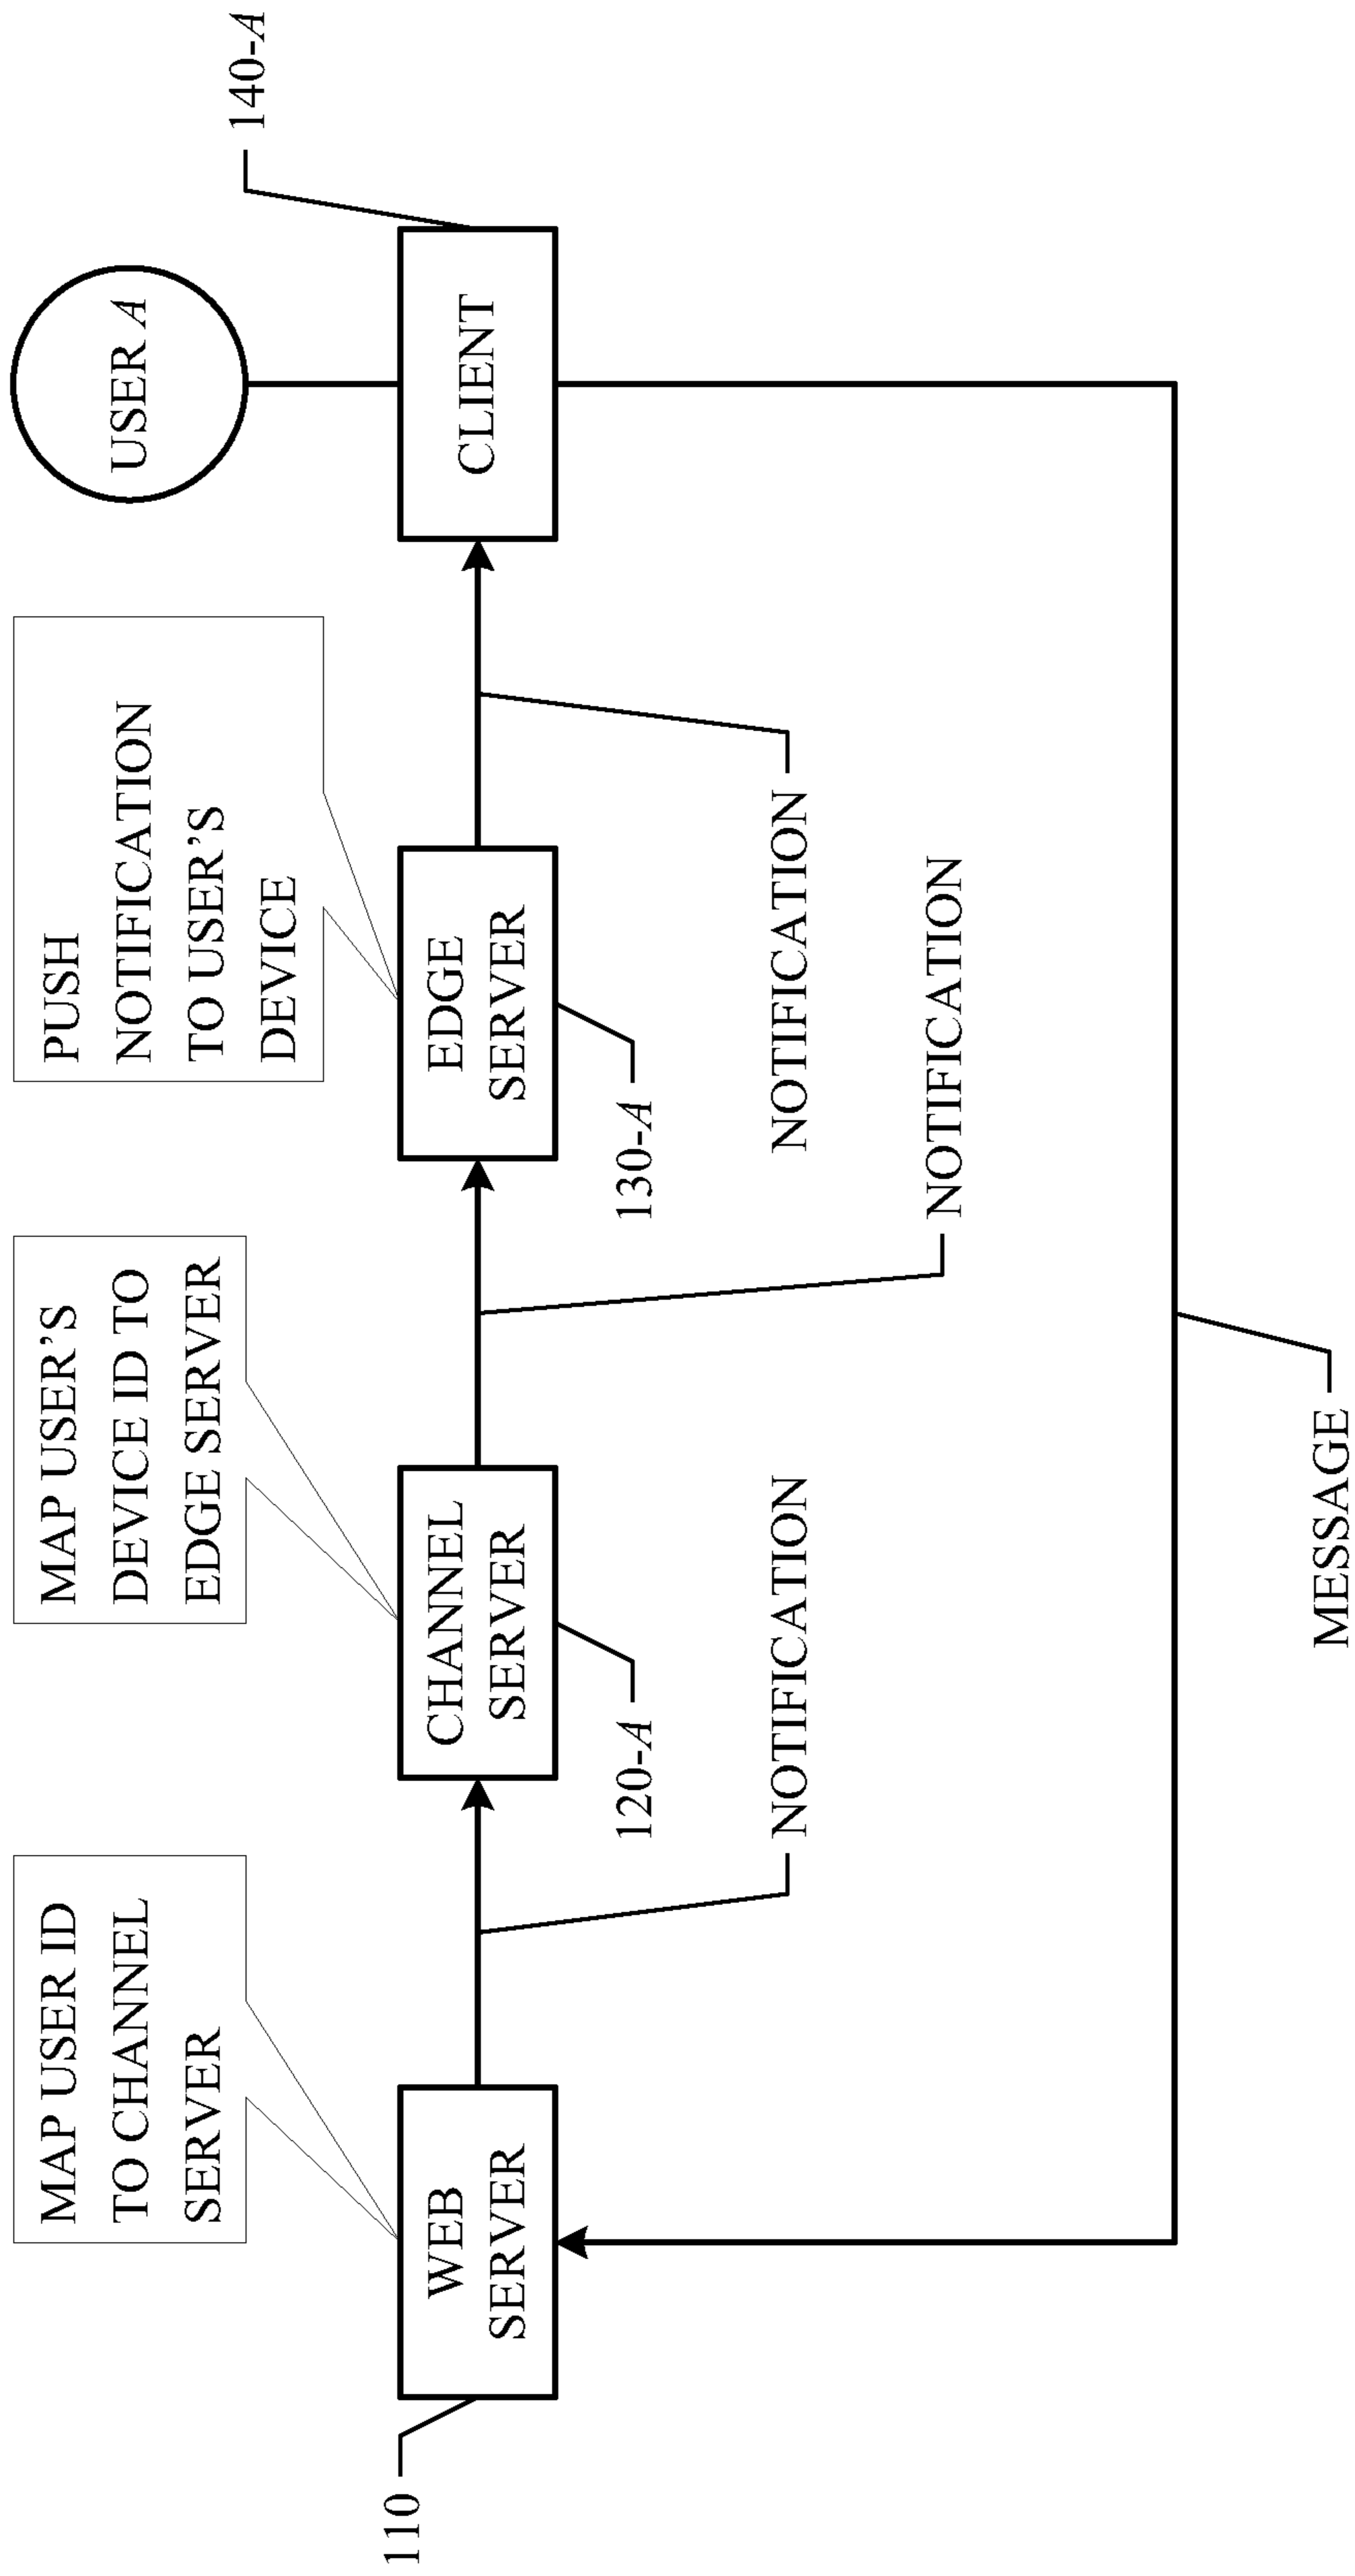 MAP USER ID
TO CHANNEL
SERVER
MAP USER'S
DEVICE ID TO
EDGE SERVER
PUSH
NOTIFICATION
TO USER'S
DEVICE
USER A
140-A
110
WEB
SERVER
CHANNEL
SERVER
EDGE
SERVER
CLIENT
120-A
130-A
NOTIFICATION
NOTIFICATION
NOTIFICATION
MESSAGE